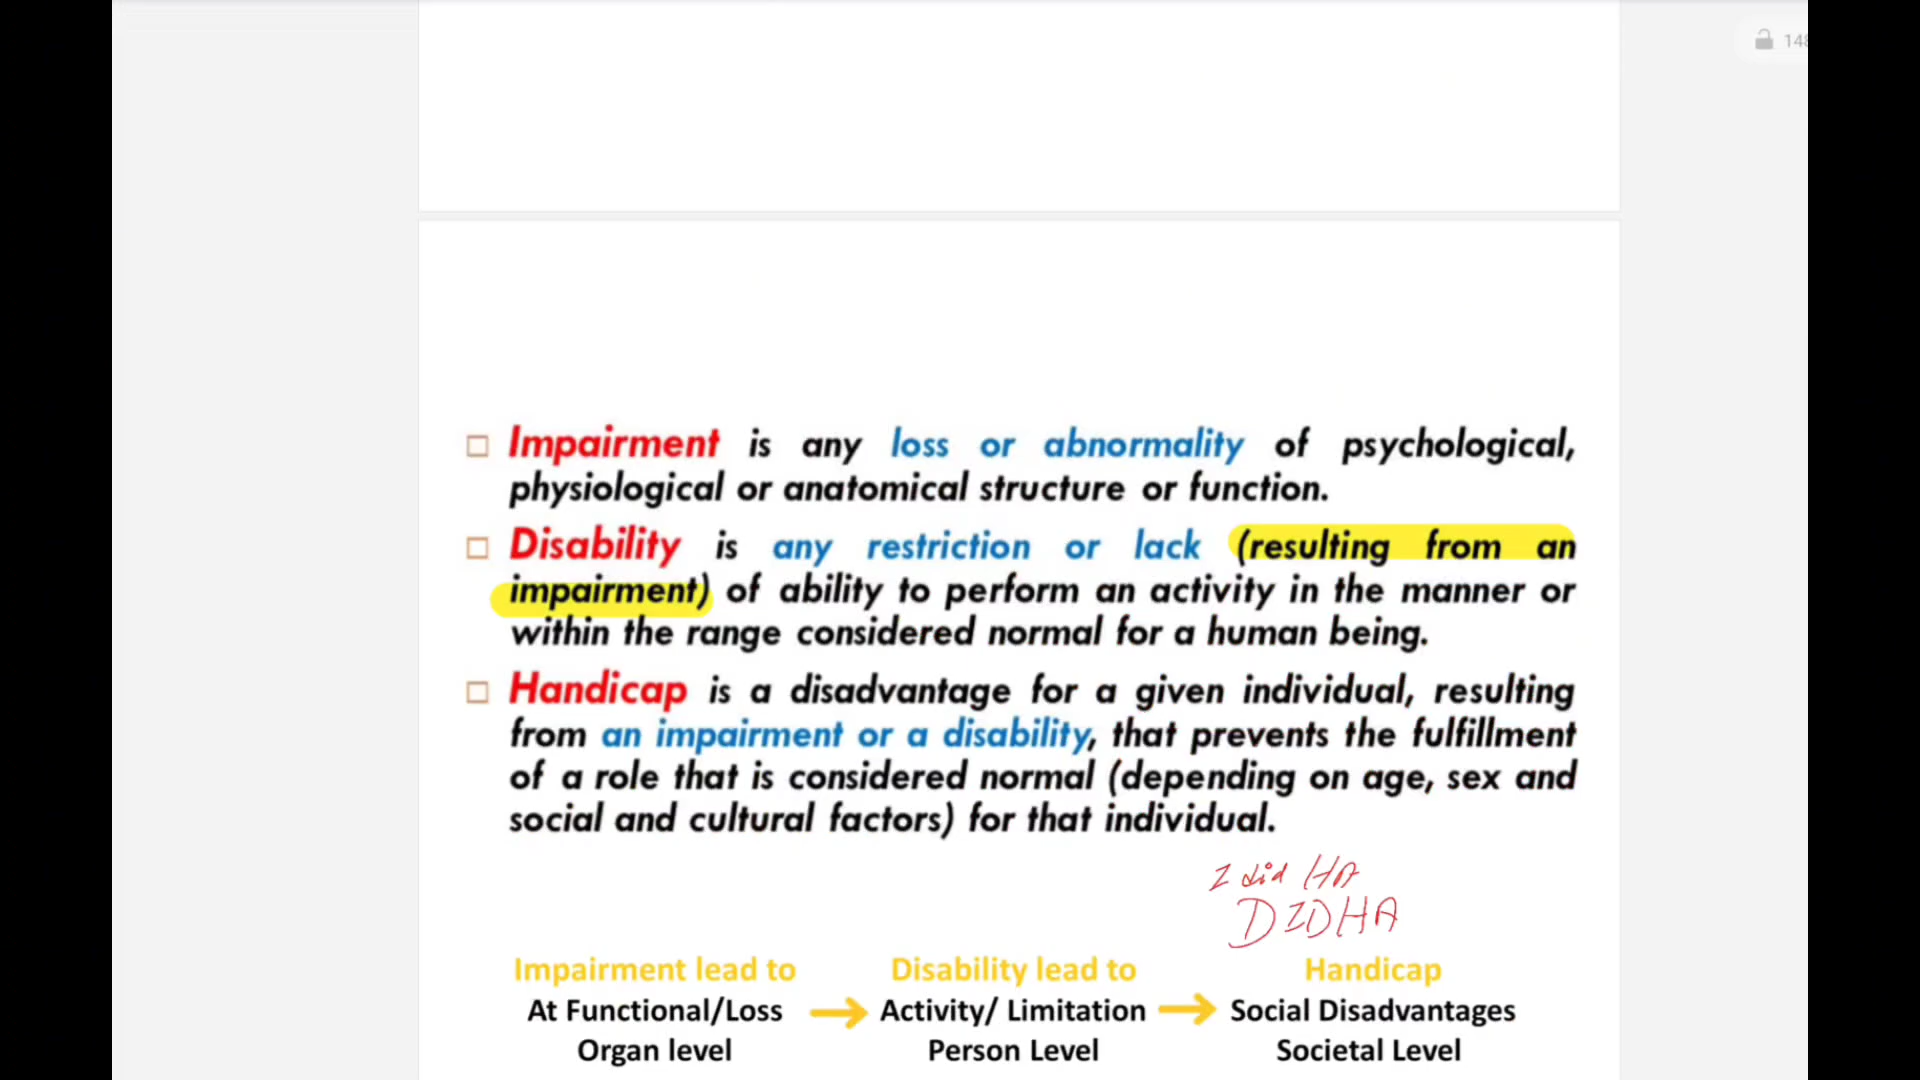 148
Impairment is any loss or abnormality of psychological,
physiological or anatomical structure or function.
Disability is any restriction or lack (resulting from an
impairment) of ability to perform an activity in the manner or
within the range considered normal for a human being.
Handicap is a disadvantage for a given individual, resulting
from an impairment or a disability, that prevents the fulfillment
of a role that is considered normal (depending on age, sex and
social and cultural factors) for that individual.
I did HA
DIDHA
Impairment lead to Disability lead to Handicap
At Functional/Loss Activity/ Limitation Social Disadvantages
Organ level Person Level Societal Level